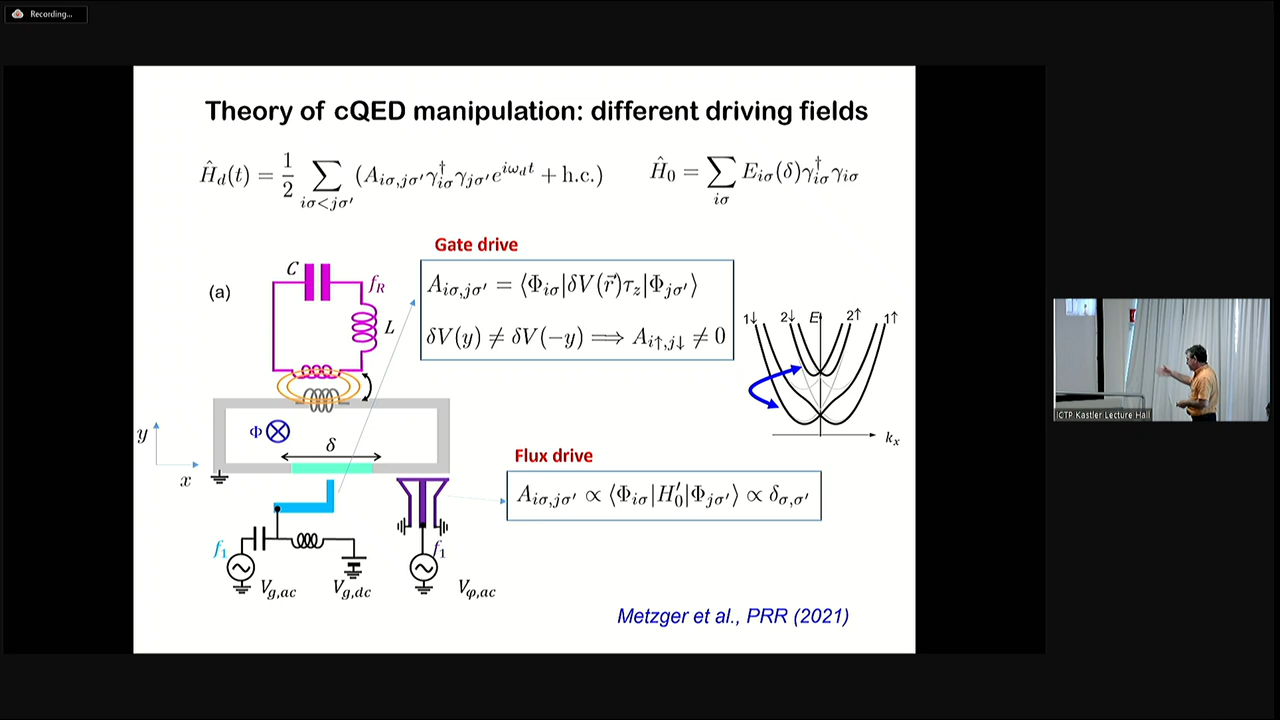 Recording...
Theory of cQED manipulation: different driving fields
Ĥ_d(t) = 1/2 ∑_{iσ<jσ′} (A_{iσ,jσ′} γ†_{iσ} γ_{jσ′} e^{iω_d t} + h.c.)
Ĥ_0 = ∑_{iσ} E_{iσ}(δ) γ†_{iσ} γ_{iσ}
Gate drive
A_{iσ,jσ′} = ⟨Φ_{iσ}|δV(r⃗)τ_z|Φ_{jσ′}⟩
δV(y) ≠ δV(−y) ⟹ A_{i↑,j↓} ≠ 0
(a)
C
f_R
L
Φ
δ
y
x
1↓ 2↓ E 2↑ 1↑
k_x
Flux drive
A_{iσ,jσ′} ∝ ⟨Φ_{iσ}|H′_0|Φ_{jσ′}⟩ ∝ δ_{σ,σ′}
f_1
f_1
V_{g,ac} V_{g,dc} V_{φ,ac}
Metzger et al., PRR (2021)
ICTP Kastler Lecture Hall